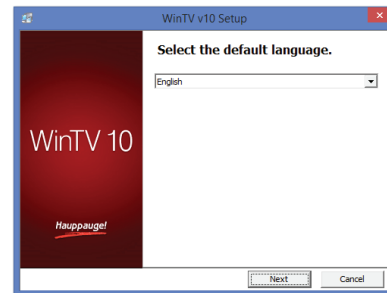 WinTV v10 Setup
Select the default language.
English
WinTV 10
Hauppauge!
Next
Cancel